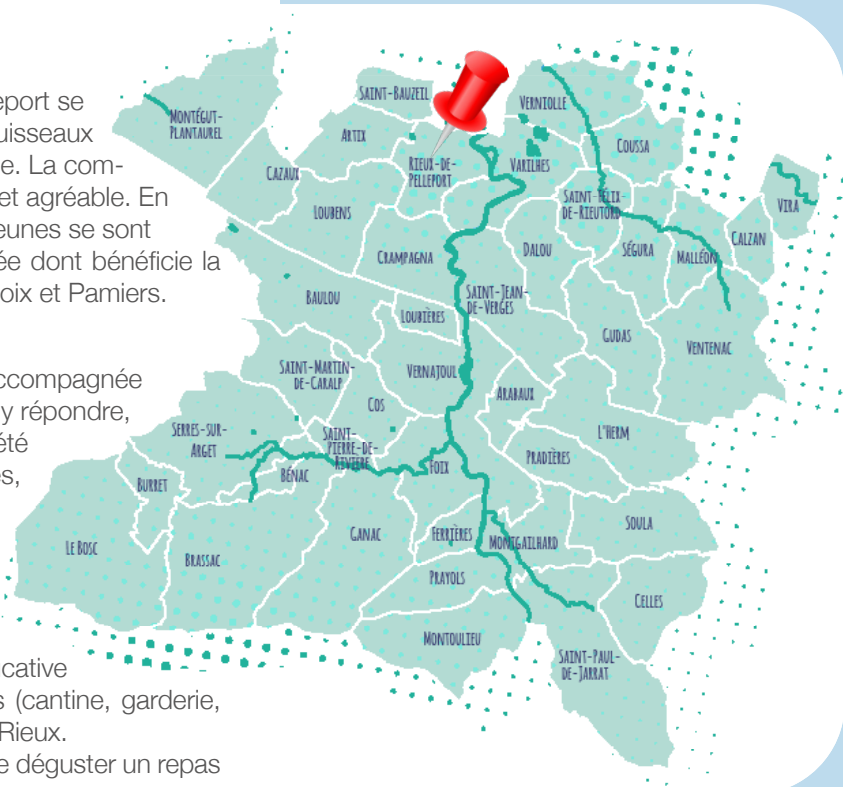 eport se
uisseaux
e. La com-
et agréable. En
eunes se sont
ée dont bénéficie la
oix et Pamiers.
ccompagnée
y répondre,
été
es,
cative
s (cantine, garderie,
Rieux.
e déguster un repas
MONTÉGUT-
PLANTAUREL
SAINT-BAUZEIL
VERNIOLLE
ARTIX
COUSSA
CAZAUX
RIEUX-DE-
PELLEPORT
VARILHES
LOUBENS
SAINT-FÉLIX-
DE-RIEUTORD
VIRA
CALZAN
CRAMPAGNA
DALOU
SÉGURA
MALLÉON
BAULOU
SAINT-JEAN-
DE-VERGES
LOUBIÈRES
GUDAS
VENTENAC
SAINT-MARTIN-
DE-CARALP
VERNAJOUL
ARABAUX
COS
SERRES-SUR-
ARGET
SAINT-
PIERRE-DE-
RIVIÈRE
L'HERM
PRADIÈRES
FOIX
BÉNAC
BURRET
LE BOSC
BRASSAC
GANAC
FERRIÈRES
MONTGAILHARD
SOULA
PRAYOLS
CELLES
MONTOULIEU
SAINT-PAUL-
DE-JARRAT